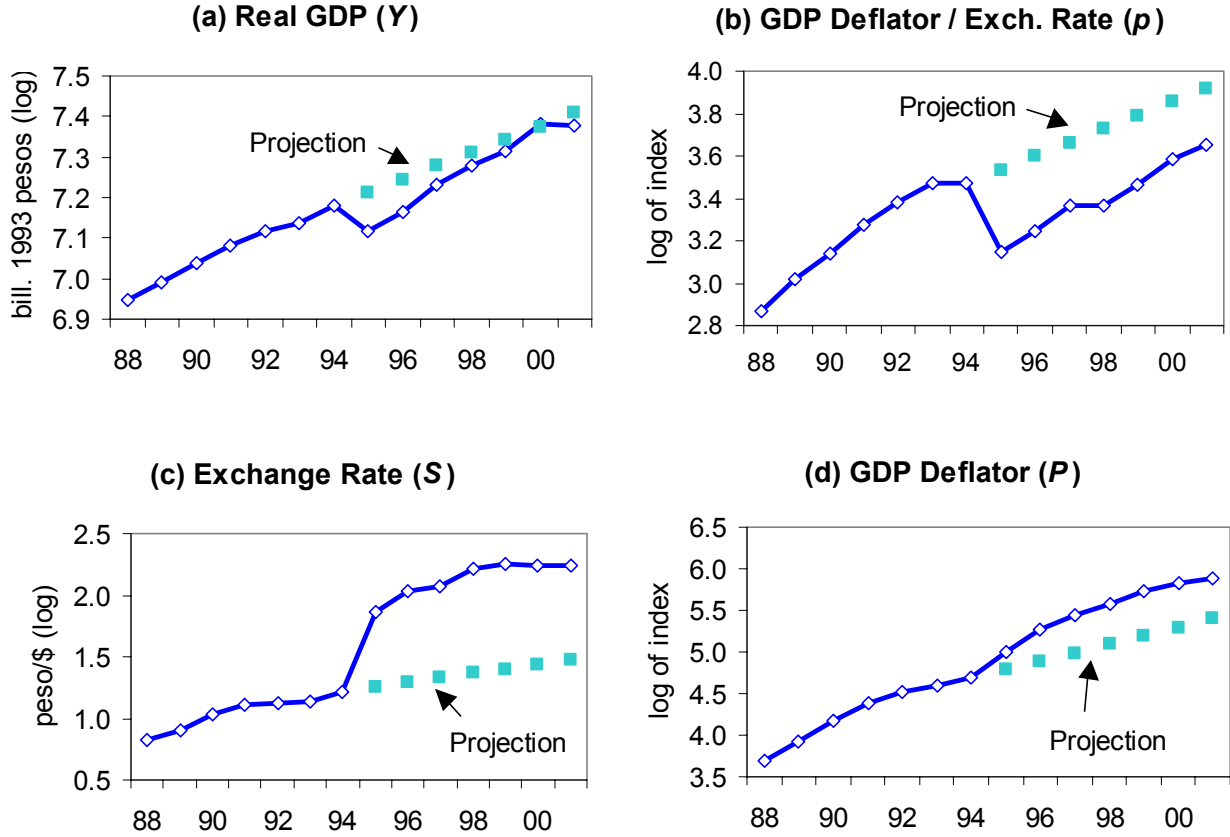 (a) Real GDP (Y)
bill. 1993 pesos (log)
7.5
7.4
7.3
7.2
7.1
7.0
6.9
Projection
88 90 92 94 96 98 00
(b) GDP Deflator / Exch. Rate (p)
log of index
4.0
3.8
3.6
3.4
3.2
3.0
2.8
Projection
88 90 92 94 96 98 00
(c) Exchange Rate (S)
peso/$ (log)
2.5
2.0
1.5
1.0
0.5
Projection
88 90 92 94 96 98 00
(d) GDP Deflator (P)
log of index
6.5
6.0
5.5
5.0
4.5
4.0
3.5
Projection
88 90 92 94 96 98 00